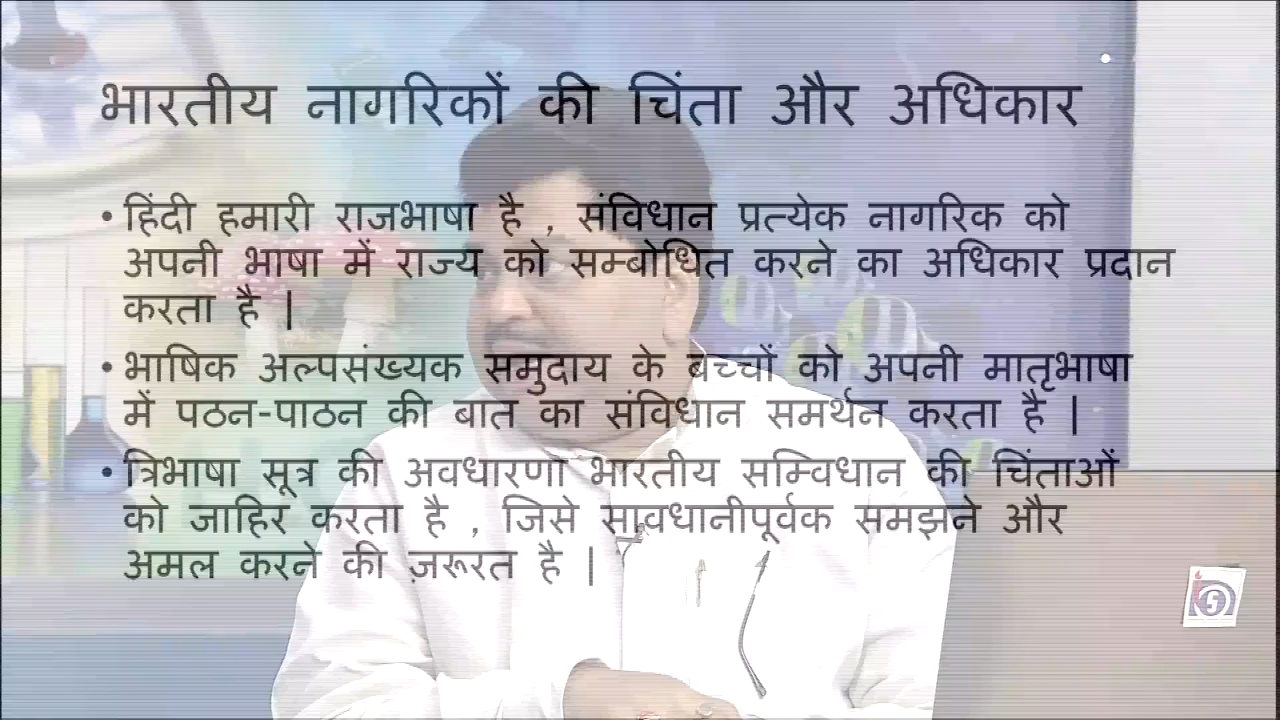 भारतीय नागरिकों की चिंता और अधिकार
• हिंदी हमारी राजभाषा है , संविधान प्रत्येक नागरिक को
अपनी भाषा में राज्य को सम्बोधित करने का अधिकार प्रदान
करता है |
• भाषिक अल्पसंख्यक समुदाय के बच्चों को अपनी मातृभाषा
में पठन-पाठन की बात का संविधान समर्थन करता है |
• त्रिभाषा सूत्र की अवधारणा भारतीय सम्विधान की चिंताओं
को जाहिर करता है , जिसे सावधानीपूर्वक समझने और
अमल करने की ज़रूरत है |